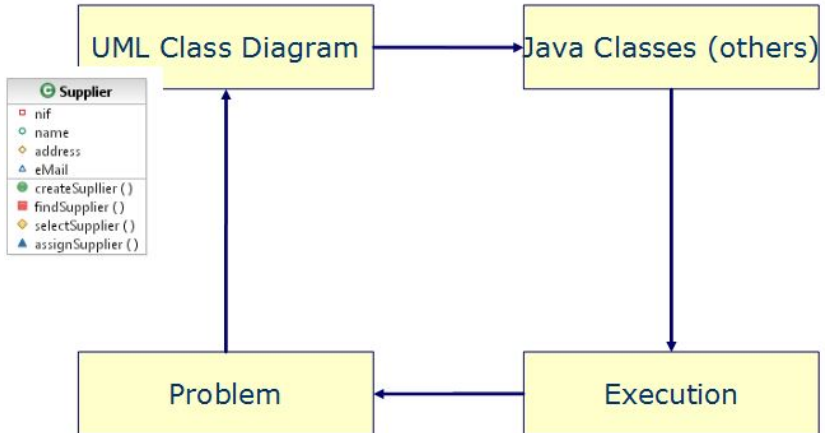 UML Class Diagram
Java Classes (others)
C Supplier
nif
name
address
eMail
createSupllier ( )
findSupplier ( )
selectSupplier ( )
assignSupplier ( )
Problem
Execution